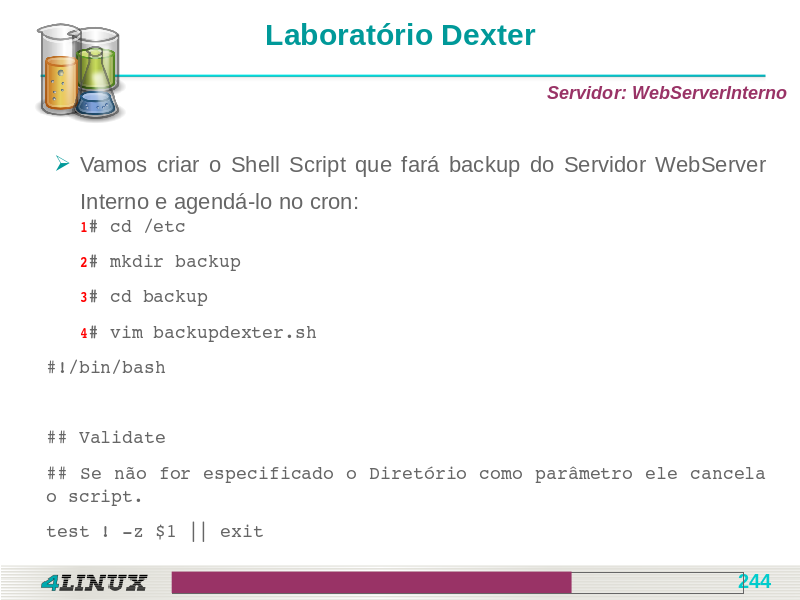 Laboratório Dexter
Servidor: WebServerInterno
Vamos criar o Shell Script que fará backup do Servidor WebServer
Interno e agendá-lo no cron:
1# cd /etc
2# mkdir backup
3# cd backup
4# vim backupdexter.sh
#!/bin/bash
## Validate
## Se não for especificado o Diretório como parâmetro ele cancela
o script.
test ! -z $1 || exit
4LINUX
244